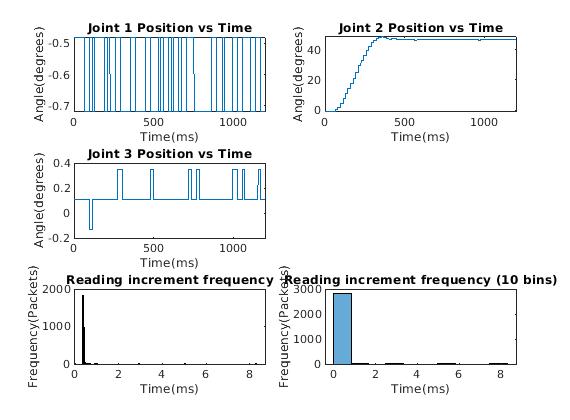 Joint 1 Position vs Time
Joint 2 Position vs Time
Angle(degrees)
-0.5
-0.6
-0.7
0
1000
Time(ms)
Angle(degrees)
40
20
0
0
1000
Time(ms)
Joint 3 Position vs Time
Angle(degrees)
0.4
0.2
0
-0.2
0
1000
Time(ms)
Reading increment frequency
Reading increment frequency (10 bins)
Frequency(Packets)
2000
1000
0
0
2
4
6
8
Time(ms)
Frequency(Packets)
3000
2000
1000
0
0
2
4
6
8
Time(ms)